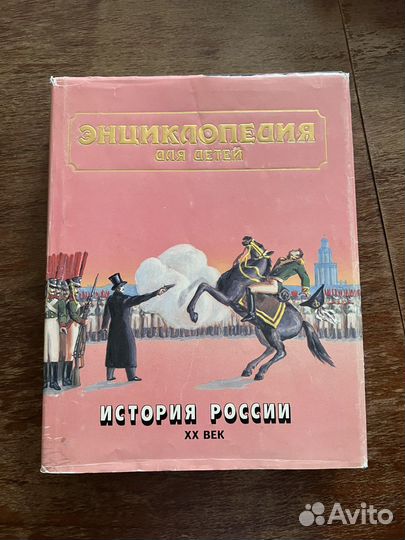 ЭНЦИКЛОПЕДИЯ
ДЛЯ ДЕТЕЙ
ИСТОРИЯ РОССИИ
XX ВЕК
Avito